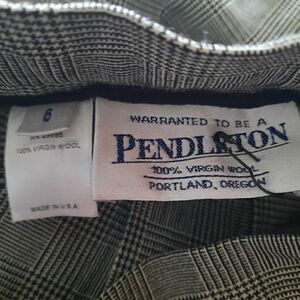 6
100% VIRGIN WOOL
MADE IN U.S.A.
WARRANTED TO BE A
PENDLETON
100% VIRGIN WOOL
PORTLAND, OREGON